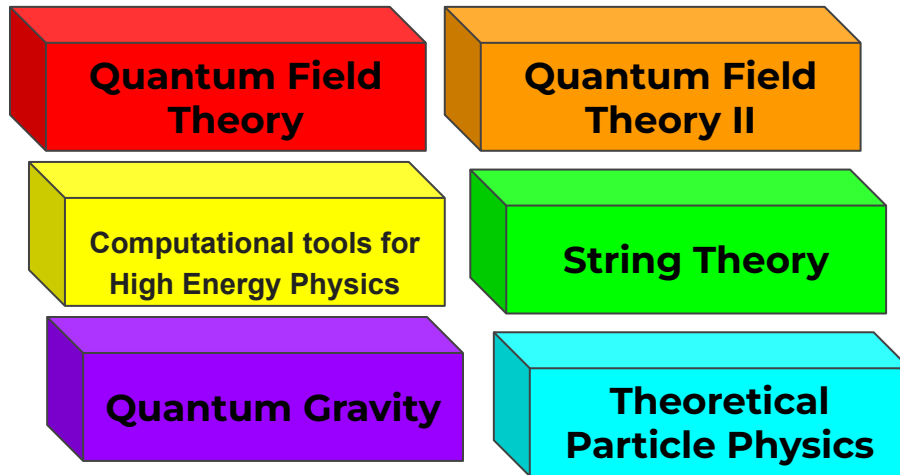 Quantum Field
Theory
Quantum Field
Theory II
Computational tools for
High Energy Physics
String Theory
Quantum Gravity
Theoretical
Particle Physics